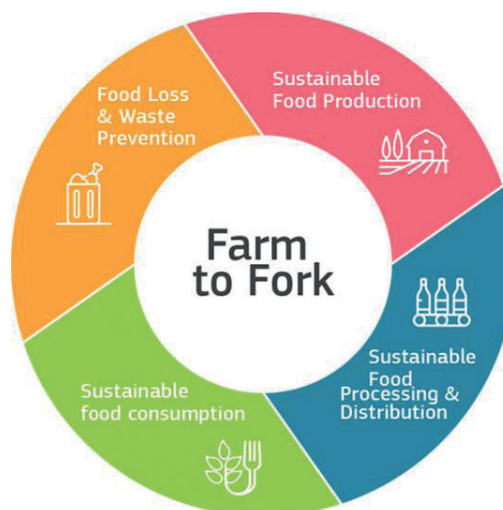 Farm
to Fork
Sustainable
Food Production
Sustainable
Food
Processing &
Distribution
Sustainable
food consumption
Food Loss
& Waste
Prevention